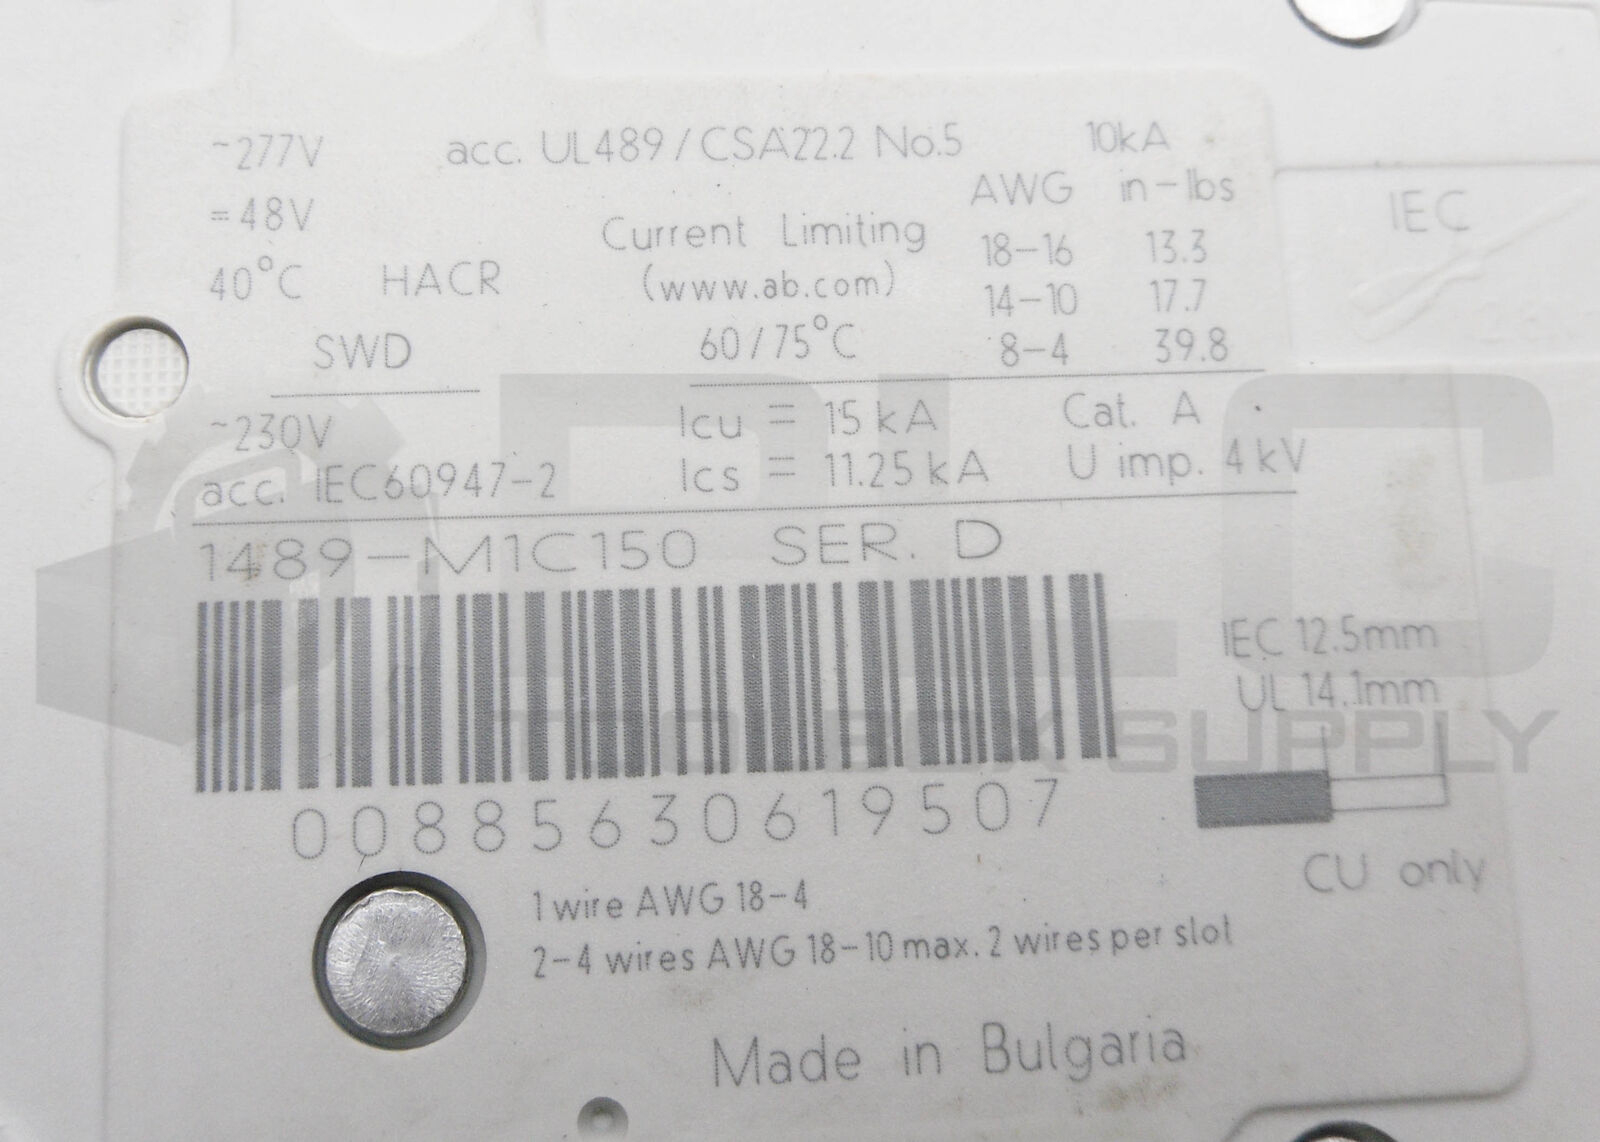 ~277V acc. UL489/CSA22.2 No.5 10kA
AWG in-lbs
=48V Current Limiting 18-16 13.3
IEC
40°C HACR (www.ab.com) 14-10 17.7
SWD 60/75°C 8-4 39.8
~230V Icu = 15 kA Cat. A
acc. IEC60947-2 Ics = 11.25 kA U imp. 4 kV
1489-M1C150 SER. D
IEC 12.5mm
UL 14.1mm
PLC
TOOLBOX SUPPLY
00885630619507
CU only
1 wire AWG 18-4
2-4 wires AWG 18-10 max. 2 wires per slot
Made in Bulgaria